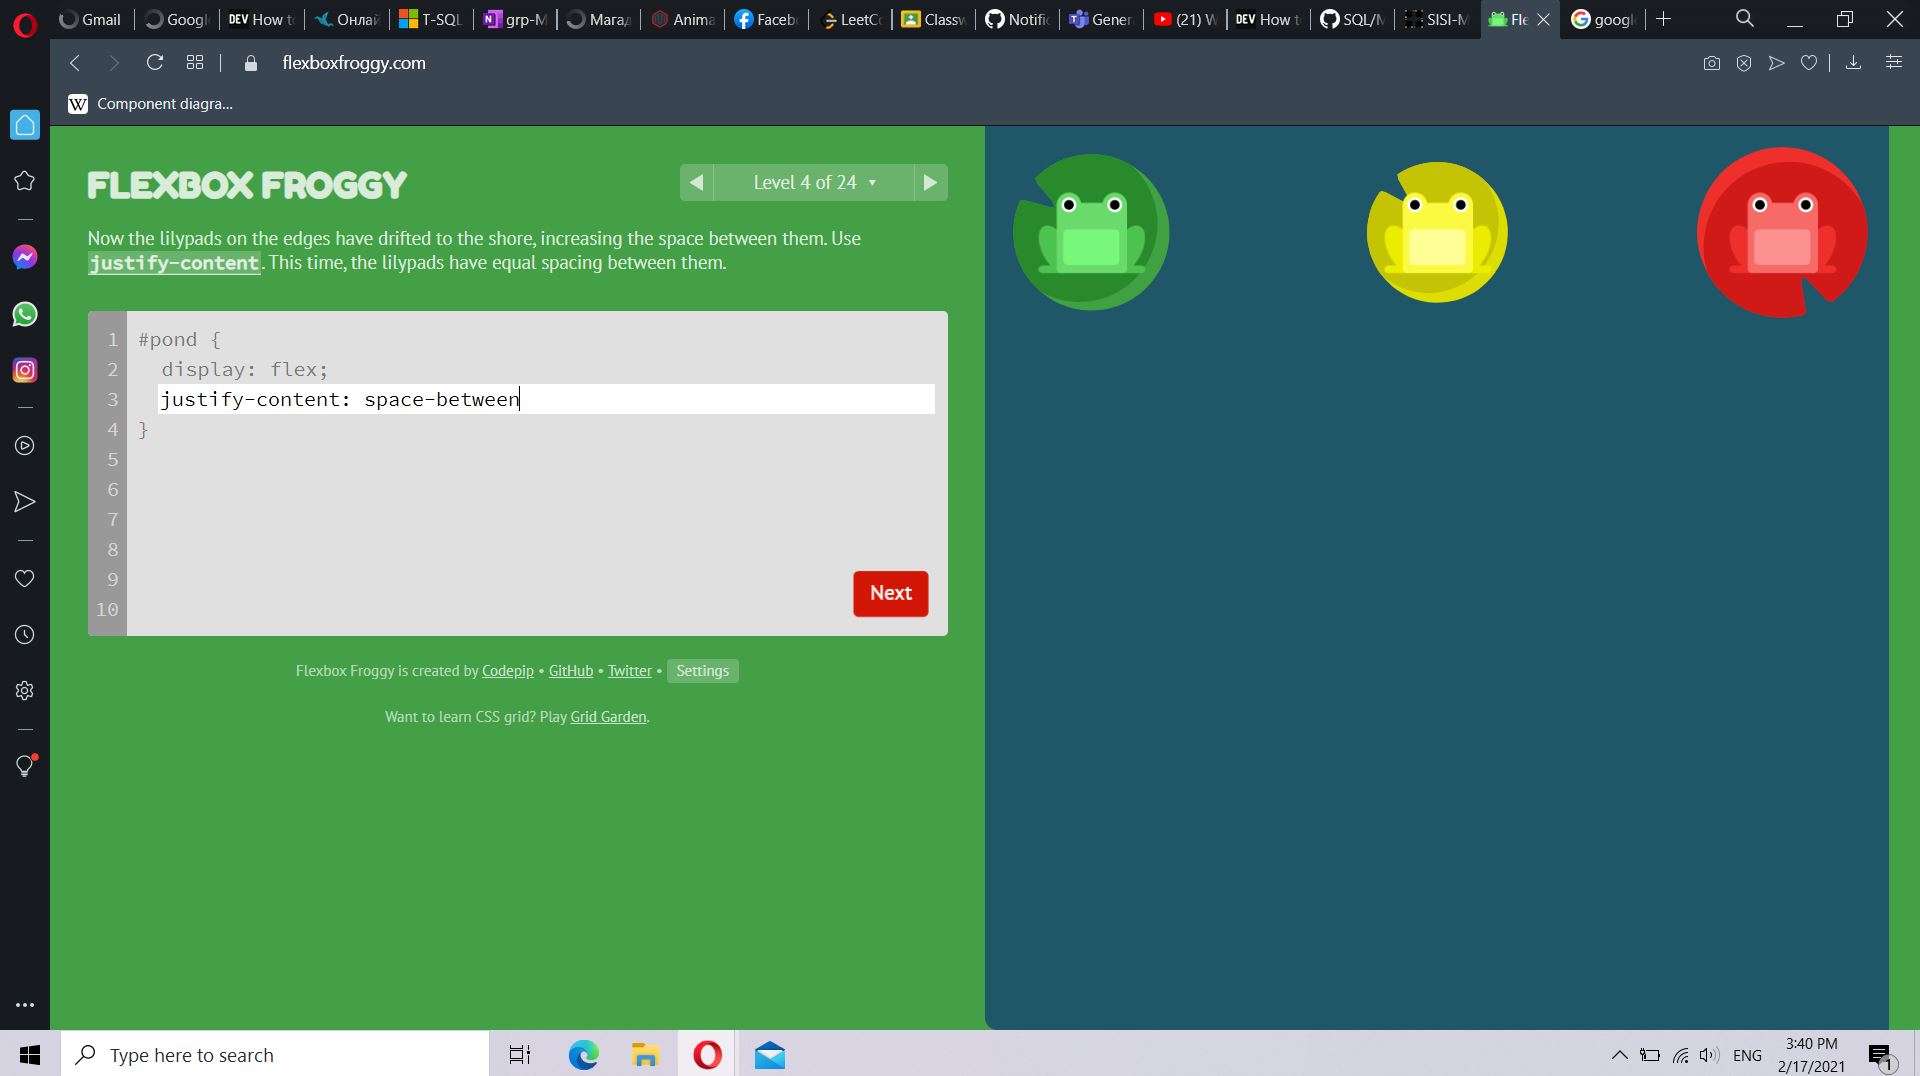 Gmail
Googl
DEV How t
Онлай
T-SQL
grp-M
Магад
Anima
Facebo
LeetCo
Classw
Notific
Gener
(21) W
DEV How t
SQL/M
SISI-M
Fle
googl
flexboxfroggy.com
W Component diagra...
FLEXBOX FROGGY
Level 4 of 24
Now the lilypads on the edges have drifted to the shore, increasing the space between them. Use
justify-content. This time, the lilypads have equal spacing between them.
1 #pond {
2 display: flex;
3 justify-content: space-between
4 }
5
6
7
8
9
10
Next
Flexbox Froggy is created by Codepip • GitHub • Twitter • Settings
Want to learn CSS grid? Play Grid Garden.
Type here to search
ENG
3:40 PM
2/17/2021
1